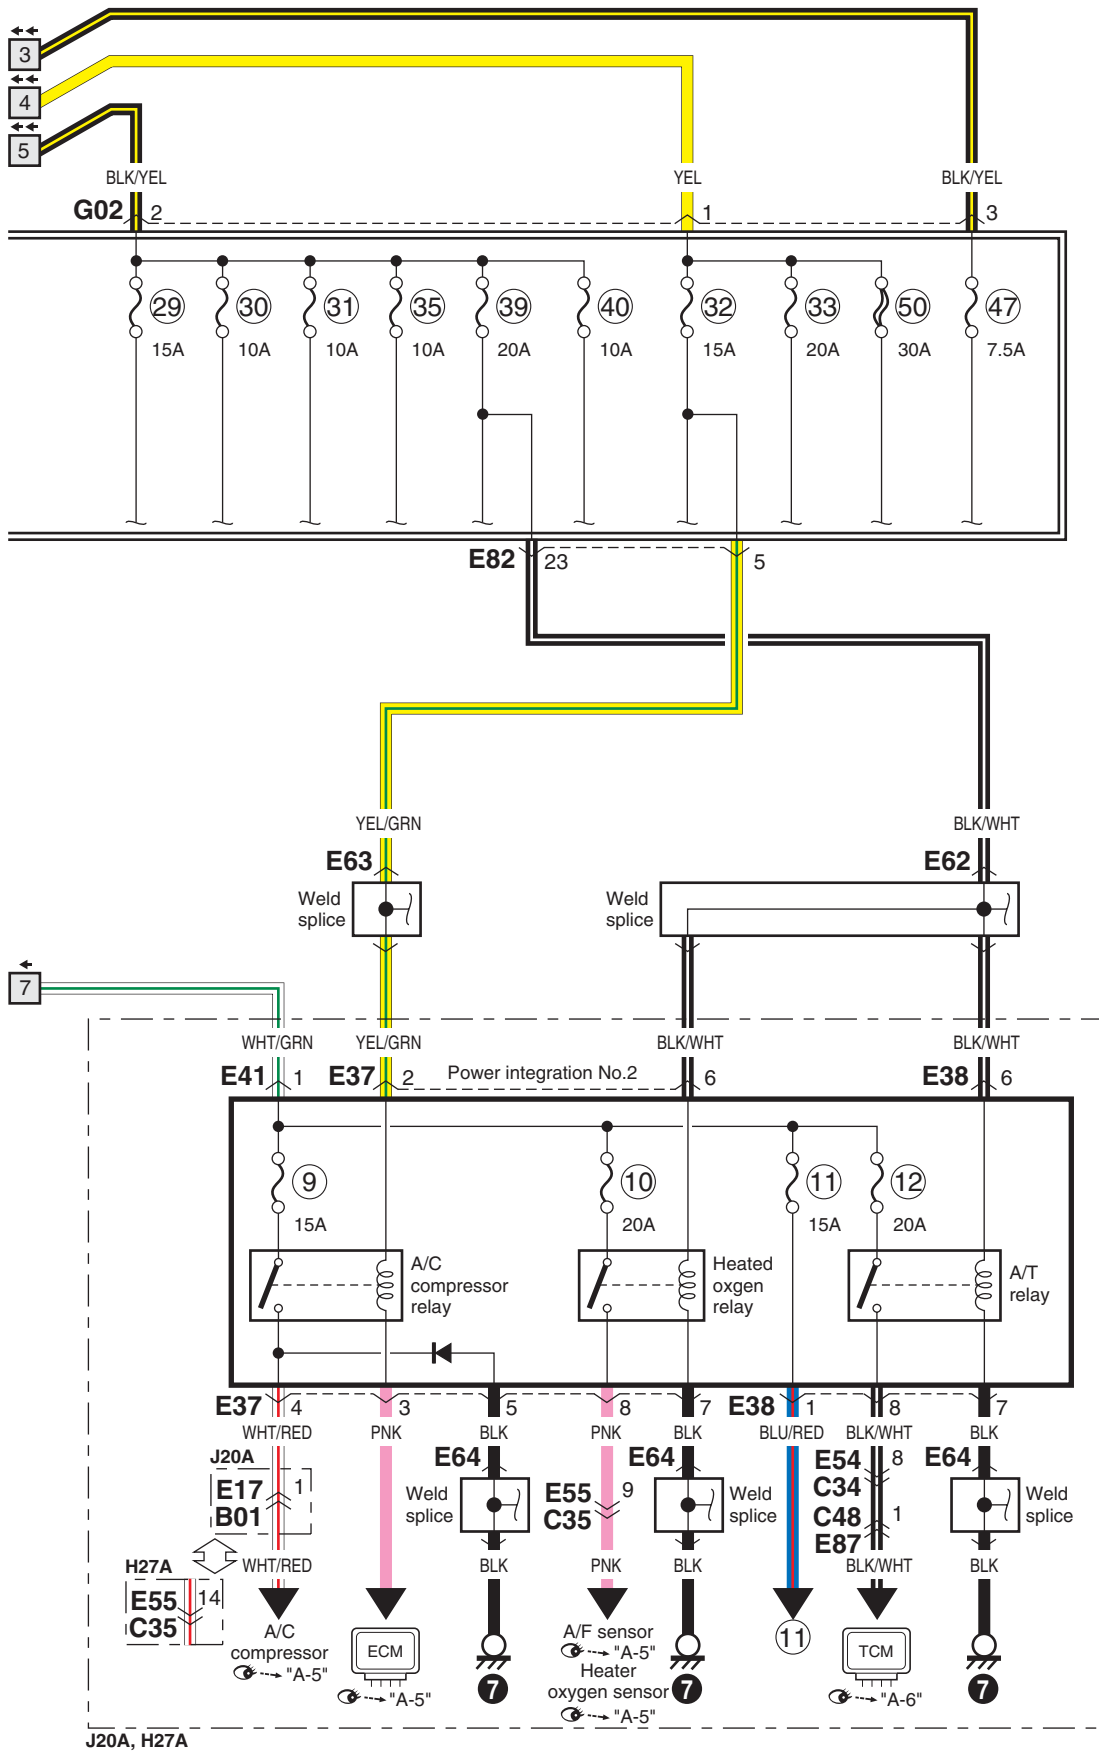 3
4
5
BLK/YEL YEL BLK/YEL
G02 2 1 3
29 30 31 35 39 40 32 33 50 47
15A 10A 10A 10A 20A 10A 15A 20A 30A 7.5A
E82 23 5
YEL/GRN BLK/WHT
E63 E62
Weld splice Weld splice
7
WHT/GRN YEL/GRN BLK/WHT BLK/WHT
E41 1 E37 2 Power integration No.2 6 E38 6
9 10 11 12
15A 20A 15A 20A
A/C compressor relay
Heated oxgen relay
A/T relay
E37 4 3 5 8 7 E38 1 8 7
WHT/RED PNK BLK PNK BLK BLU/RED BLK/WHT BLK
J20A
E17 1
B01
E64
Weld splice
E55 9
C35
E64
Weld splice
E54 8
C34
C48 1
E87
E64
Weld splice
H27A
E55 14
C35
WHT/RED BLK PNK BLK BLK/WHT BLK
A/C compressor
"A-5"
ECM
"A-5"
7
A/F sensor
"A-5"
Heater oxygen sensor
"A-5"
7
11
TCM
"A-6"
7
J20A, H27A